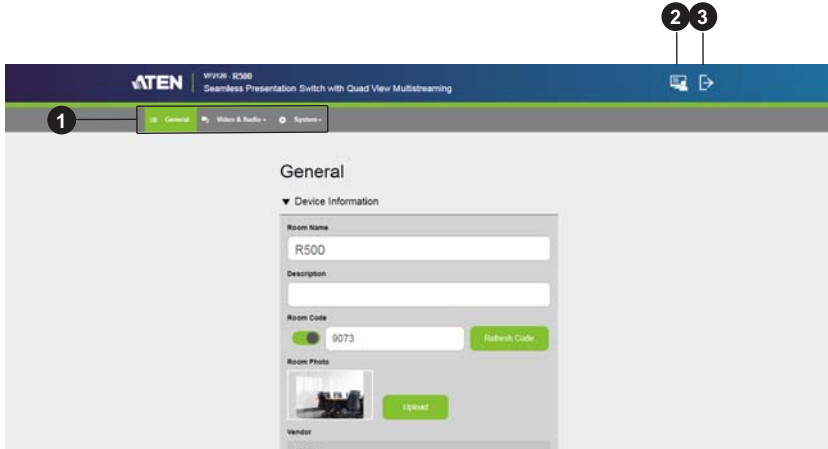 2 3
ATEN
VP2120 - R500
Seamless Presentation Switch with Quad View Multistreaming
1
General Video & Audio System
General
▼ Device Information
Room Name
R500
Description
Room Code
9073 Refresh Code
Room Photo
Upload
Vendor